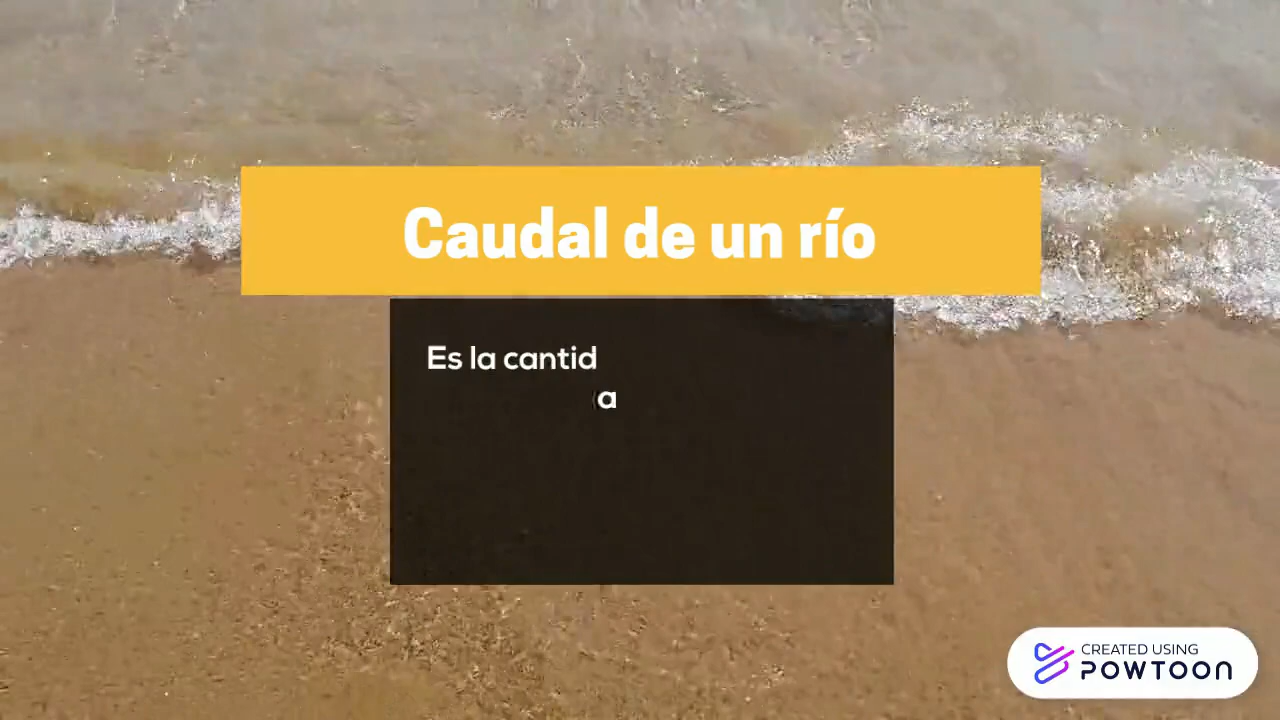 Caudal de un río
Es la cantid
a
CREATED USING
POWTOON